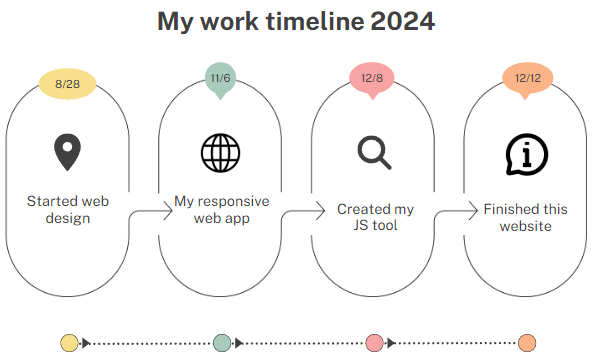 My work timeline 2024
8/28
11/6
12/8
12/12
Started web
design
My responsive
web app
Created my
JS tool
Finished this
website